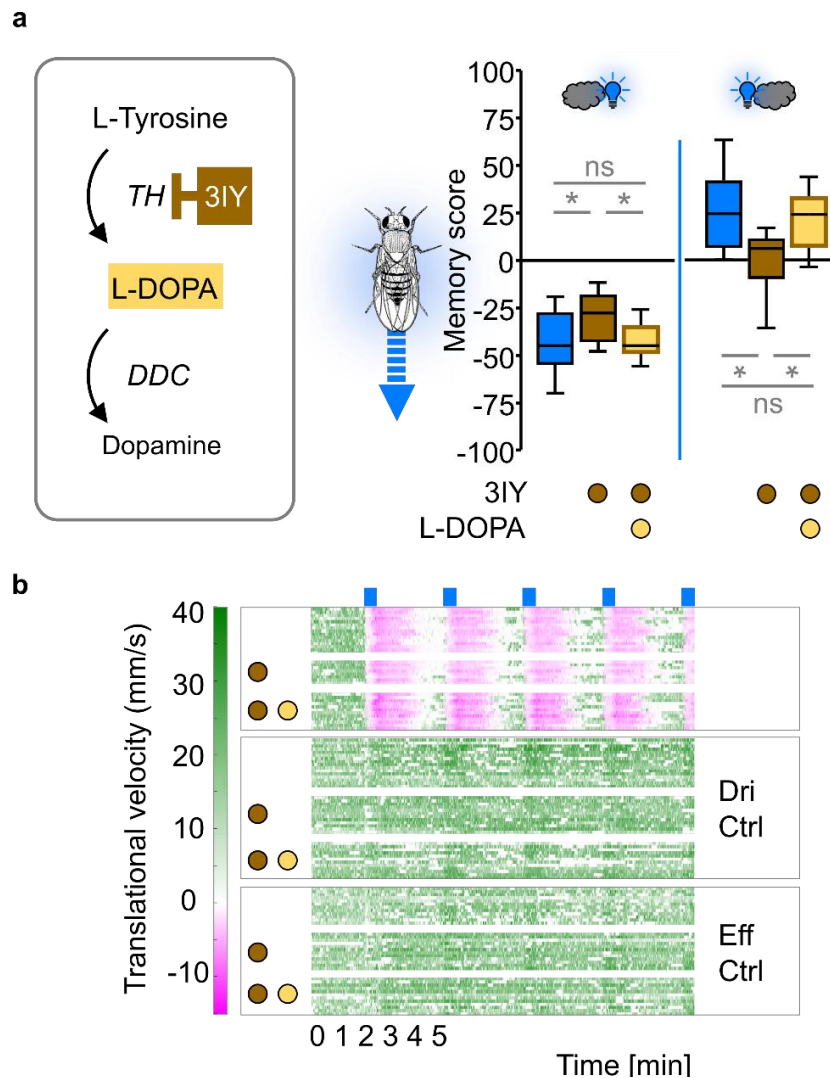 a
L-Tyrosine
TH 3IY
L-DOPA
DDC
Dopamine
Memory score
100
75
50
25
0
-25
-50
-75
-100
ns
* *
* *
ns
3IY
L-DOPA
b
Translational velocity (mm/s)
40
30
20
10
0
-10
Dri
Ctrl
Eff
Ctrl
0 1 2 3 4 5
Time [min]